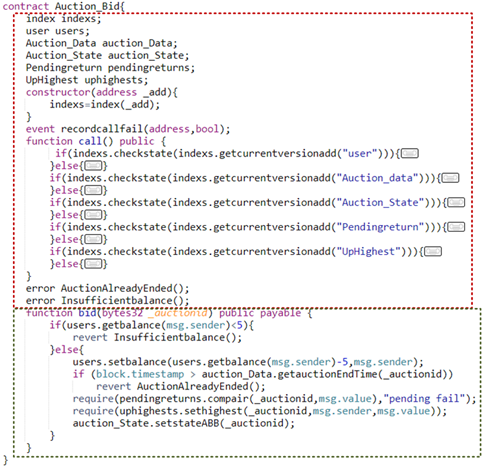 contract Auction_Bid{
index indexs;
user users;
Auction_Data auction_Data;
Auction_State auction_State;
Pendingreturn pendingreturns;
UpHighest uphighests;
constructor(address _add){
indexs=index(_add);
}
event recordcallfail(address,bool);
function call() public {
if(indexs.checkstate(indexs.getcurrentversionadd("user"))){
}else{}
if(indexs.checkstate(indexs.getcurrentversionadd("Auction_data"))){
}else{}
if(indexs.checkstate(indexs.getcurrentversionadd("Auction_State"))){
}else{}
if(indexs.checkstate(indexs.getcurrentversionadd("Pendingreturn"))){
}else{}
if(indexs.checkstate(indexs.getcurrentversionadd("UpHighest"))){
}else{}
}
error AuctionAlreadyEnded();
error Insufficientbalance();
function bid(bytes32 _auctionid) public payable {
if(users.getbalance(msg.sender)<5){
revert Insufficientbalance();
}else{
users.setbalance(users.getbalance(msg.sender)-5,msg.sender);
if (block.timestamp > auction_Data.getauctionEndTime(_auctionid))
revert AuctionAlreadyEnded();
require(pendingreturns.compair(_auctionid,msg.value),"pending fail");
require(uphighests.sethighest(_auctionid,msg.sender,msg.value));
auction_State.setstateABB(_auctionid);
}
}
}